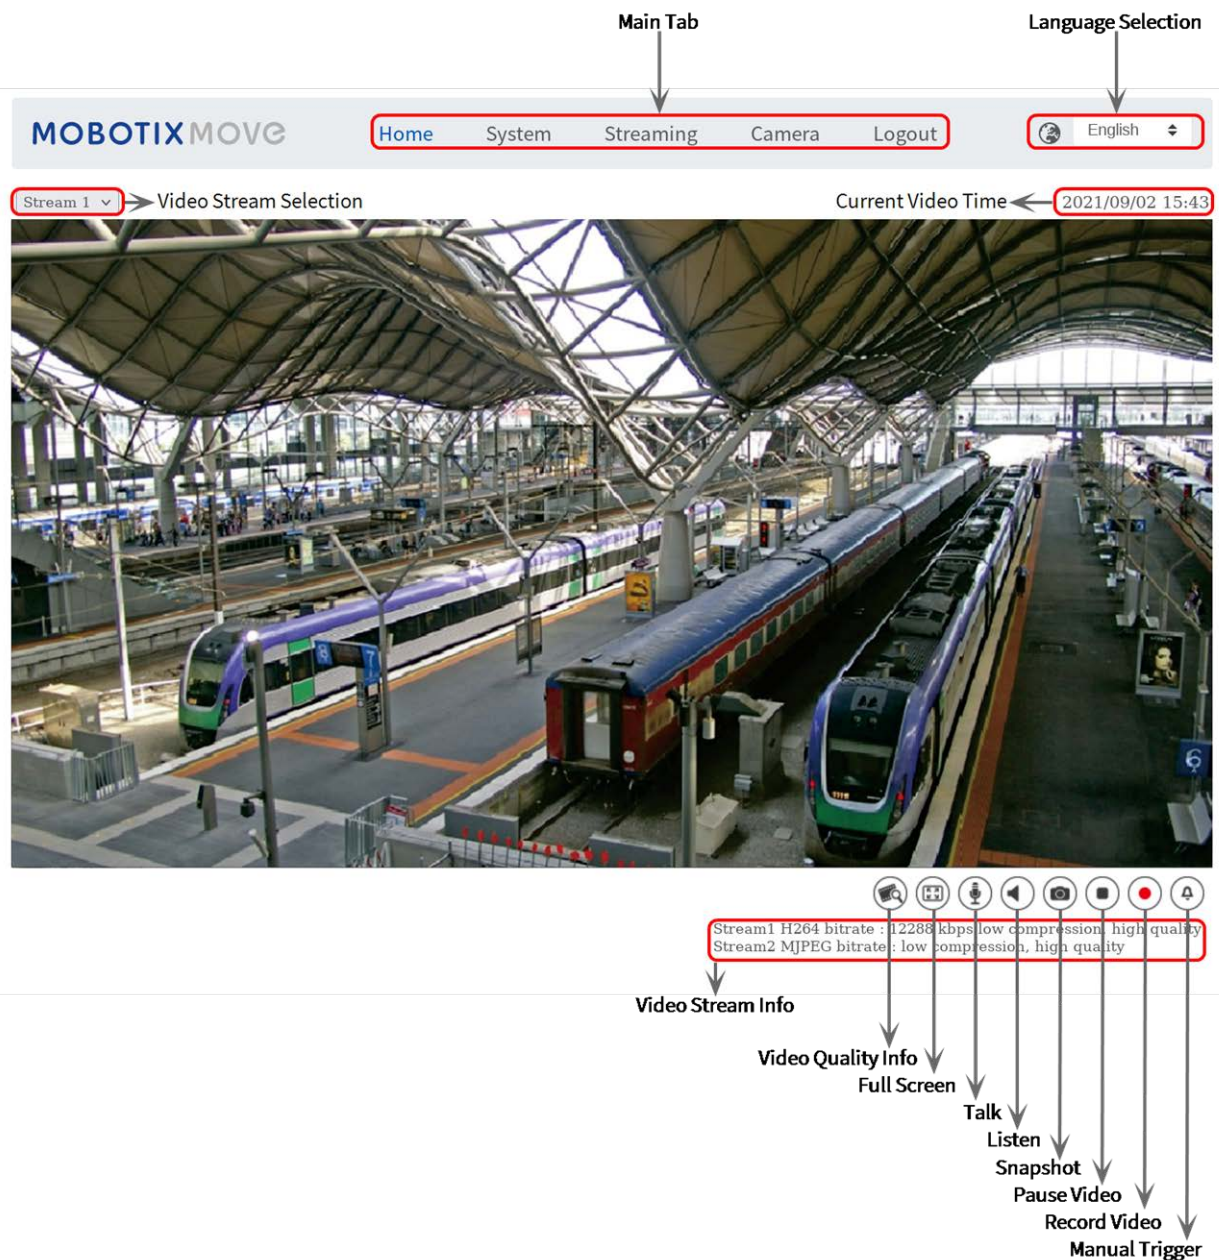 Main Tab
Language Selection
MOBOTIX MOVE
Home System Streaming Camera Logout
English
Stream 1
Video Stream Selection
Current Video Time
2021/09/02 15:43
8 7
6
Stream1 H264 bitrate : 12288 kbps low compression, high quality
Stream2 MJPEG bitrate : low compression, high quality
Video Stream Info
Video Quality Info
Full Screen
Talk
Listen
Snapshot
Pause Video
Record Video
Manual Trigger